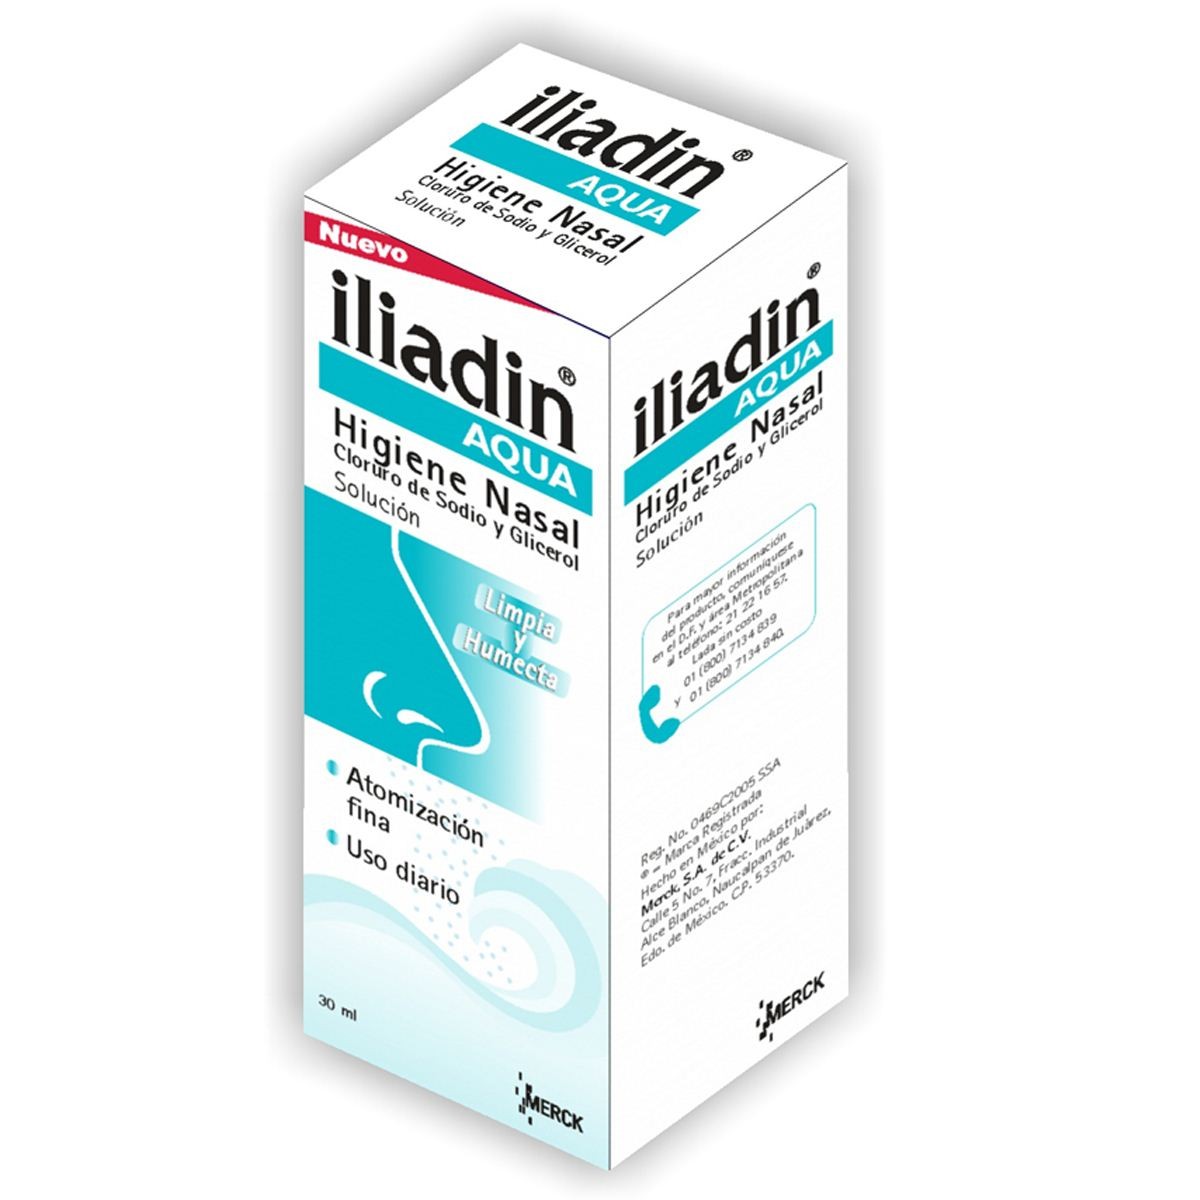 iliadin®
AQUA
Higiene Nasal
Cloruro de Sodio y Glicerol
Solución
Nuevo
iliadin®
AQUA
Higiene Nasal
Cloruro de Sodio y Glicerol
Solución
Limpia
y
Humecta
Atomización
fina
Uso diario
30 ml
MERCK
iliadin®
AQUA
Higiene Nasal
Cloruro de Sodio y Glicerol
Solución
Para mayor información
del producto, comuníquese
en el D.F. y área Metropolitana
al teléfono: 21 22 16 57.
Lada sin costo
01 (800) 7134 839
y 01 (800) 7134 840.
Reg. No. 0469C2005 SSA
® = Marca Registrada
Hecho en México por:
Merck, S.A. de C.V.
Calle 5 No. 7, Fracc. Industrial
Alce Blanco, Naucalpan de Juárez,
Edo. de México, C.P. 53370.
MERCK